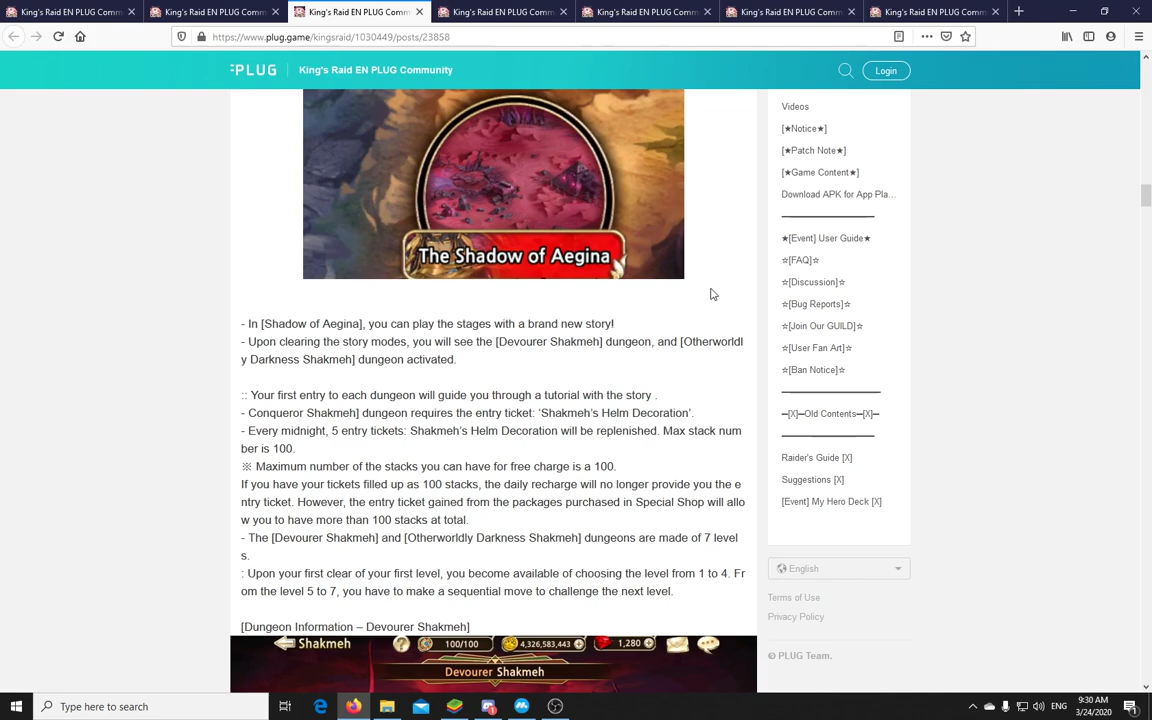 King's Raid EN PLUG Comm
King's Raid EN PLUG Commu
King's Raid EN PLUG Commu
King's Raid EN PLUG Commu
King's Raid EN PLUG Commu
King's Raid EN PLUG Commu
King's Raid EN PLUG Commu
https://www.plug.game/kingsraid/1030449/posts/23858
PLUG
King's Raid EN PLUG Community
Login
The Shadow of Aegina
- In [Shadow of Aegina], you can play the stages with a brand new story!
- Upon clearing the story modes, you will see the [Devourer Shakmeh] dungeon, and [Otherworldl
y Darkness Shakmeh] dungeon activated.
:: Your first entry to each dungeon will guide you through a tutorial with the story .
- Conqueror Shakmeh] dungeon requires the entry ticket: ‘Shakmeh’s Helm Decoration’.
- Every midnight, 5 entry tickets: Shakmeh’s Helm Decoration will be replenished. Max stack num
ber is 100.
※ Maximum number of the stacks you can have for free charge is a 100.
If you have your tickets filled up as 100 stacks, the daily recharge will no longer provide you the e
ntry ticket. However, the entry ticket gained from the packages purchased in Special Shop will allo
w you to have more than 100 stacks at total.
- The [Devourer Shakmeh] and [Otherworldly Darkness Shakmeh] dungeons are made of 7 level
s.
: Upon your first clear of your first level, you become available of choosing the level from 1 to 4. Fr
om the level 5 to 7, you have to make a sequential move to challenge the next level.
[Dungeon Information – Devourer Shakmeh]
Shakmeh
?
100/100
4,326,583,443
1,280
Devourer Shakmeh
Videos
[★Notice★]
[★Patch Note★]
[★Game Content★]
Download APK for App Pla...
★[Event] User Guide★
☆[FAQ]☆
☆[Discussion]☆
☆[Bug Reports]☆
☆[Join Our GUILD]☆
☆[User Fan Art]☆
☆[Ban Notice]☆
━[X]━Old Contents━[X]━
Raider's Guide [X]
Suggestions [X]
[Event] My Hero Deck [X]
English
Terms of Use
Privacy Policy
© PLUG Team.
Type here to search
ENG
9:30 AM
3/24/2020
1